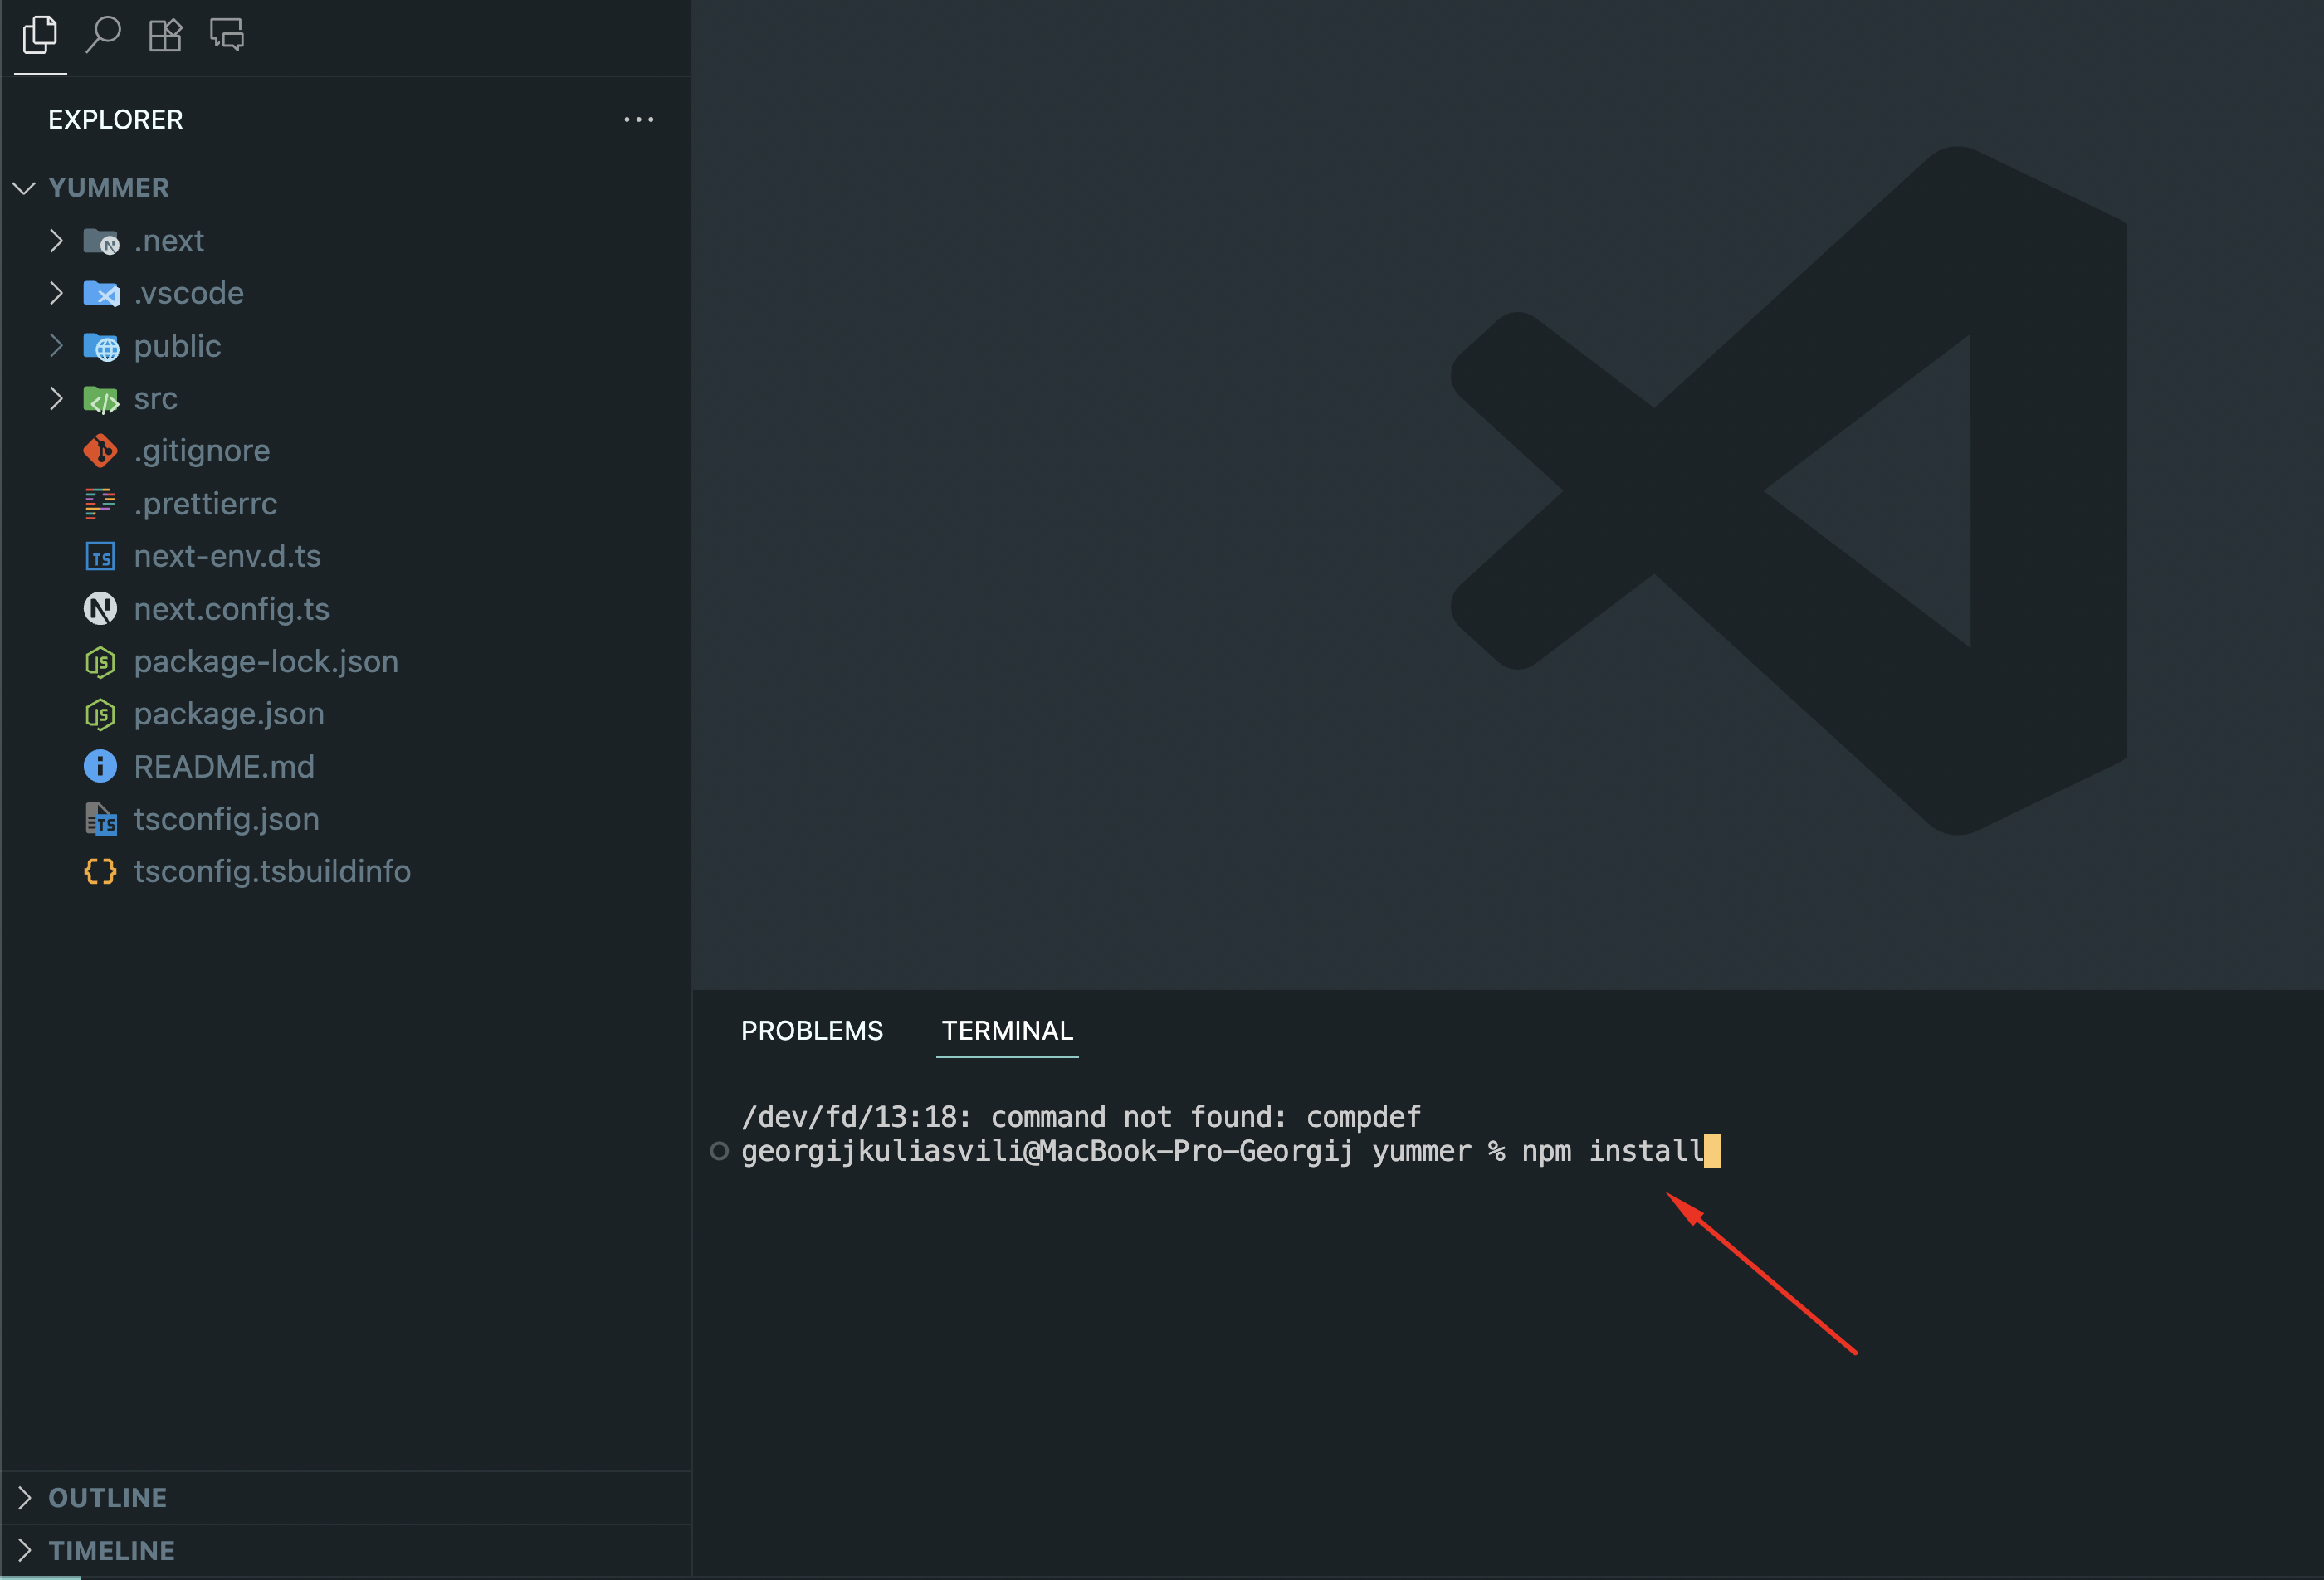 EXPLORER
YUMMER
.next
.vscode
public
src
.gitignore
.prettierrc
next-env.d.ts
next.config.ts
package-lock.json
package.json
README.md
tsconfig.json
tsconfig.tsbuildinfo
OUTLINE
TIMELINE
PROBLEMS TERMINAL
/dev/fd/13:18: command not found: compdef
georgijkuliasvili@MacBook-Pro-Georgij yummer % npm install